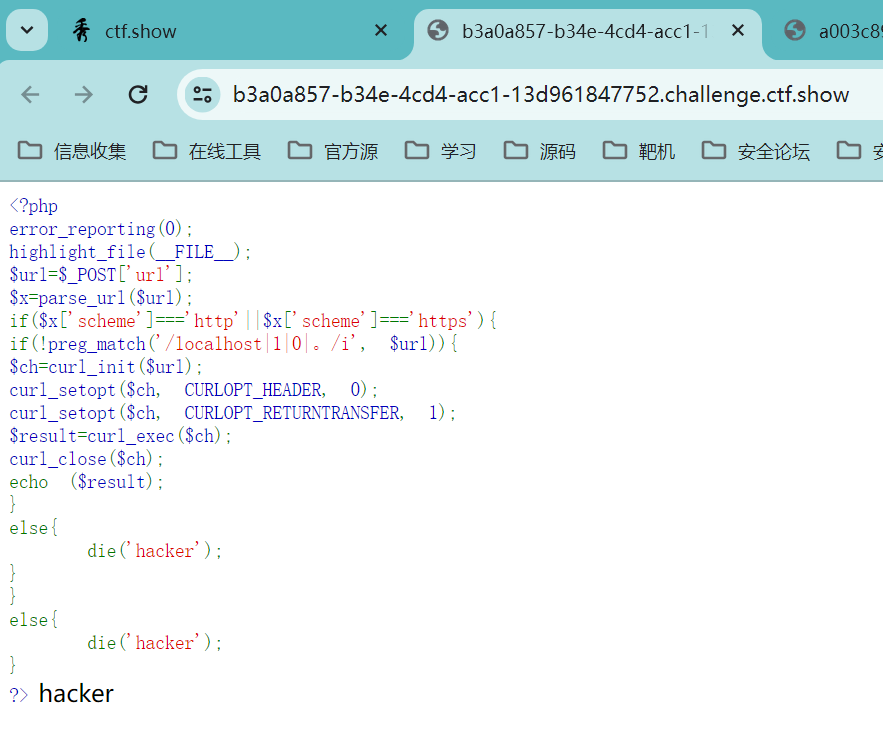 ctf.show
b3a0a857-b34e-4cd4-acc1-1
a003c89
b3a0a857-b34e-4cd4-acc1-13d961847752.challenge.ctf.show
信息收集 在线工具 官方源 学习 源码 靶机 安全论坛
<?php
error_reporting(0);
highlight_file(__FILE__);
$url=$_POST['url'];
$x=parse_url($url);
if($x['scheme']==='http'||$x['scheme']==='https'){
if(!preg_match('/localhost|1|0|。/i', $url)){
$ch=curl_init($url);
curl_setopt($ch, CURLOPT_HEADER, 0);
curl_setopt($ch, CURLOPT_RETURNTRANSFER, 1);
$result=curl_exec($ch);
curl_close($ch);
echo ($result);
}
else{
die('hacker');
}
}
else{
die('hacker');
}
?> hacker